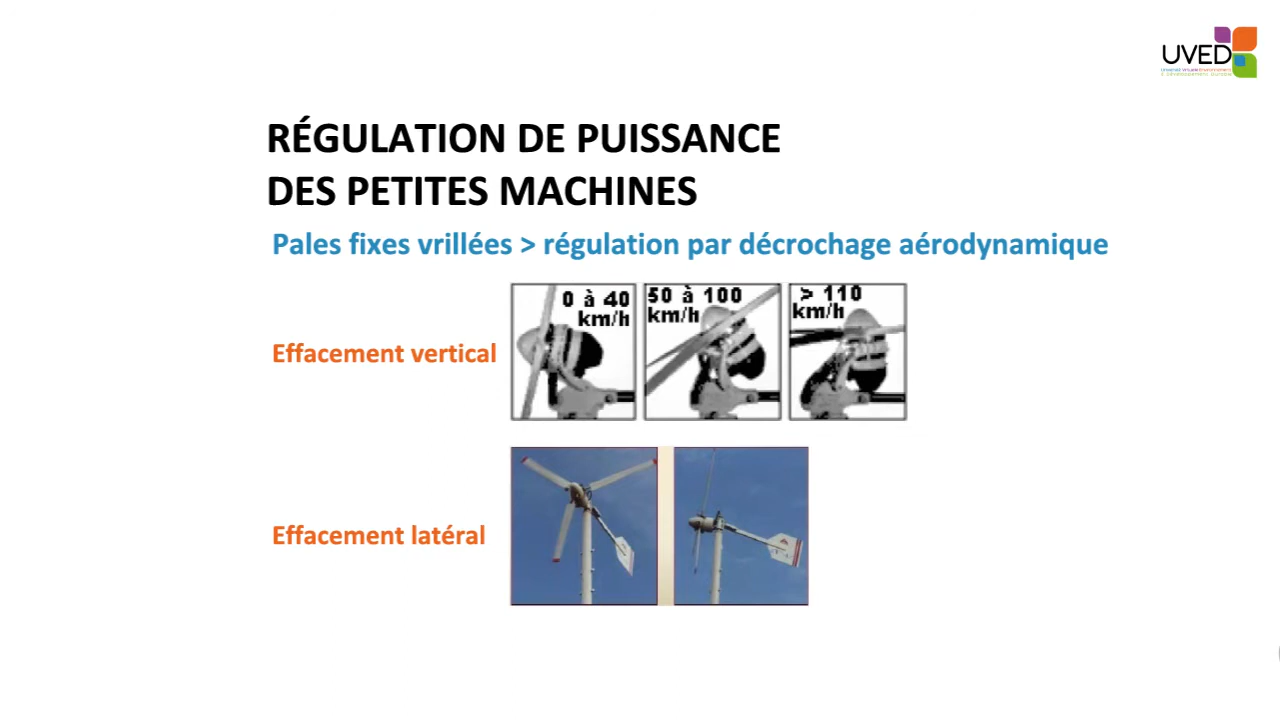 UVED
RÉGULATION DE PUISSANCE
DES PETITES MACHINES
Pales fixes vrillées > régulation par décrochage aérodynamique
Effacement vertical
0 à 40
km/h
50 à 100
km/h
> 110
km/h
Effacement latéral